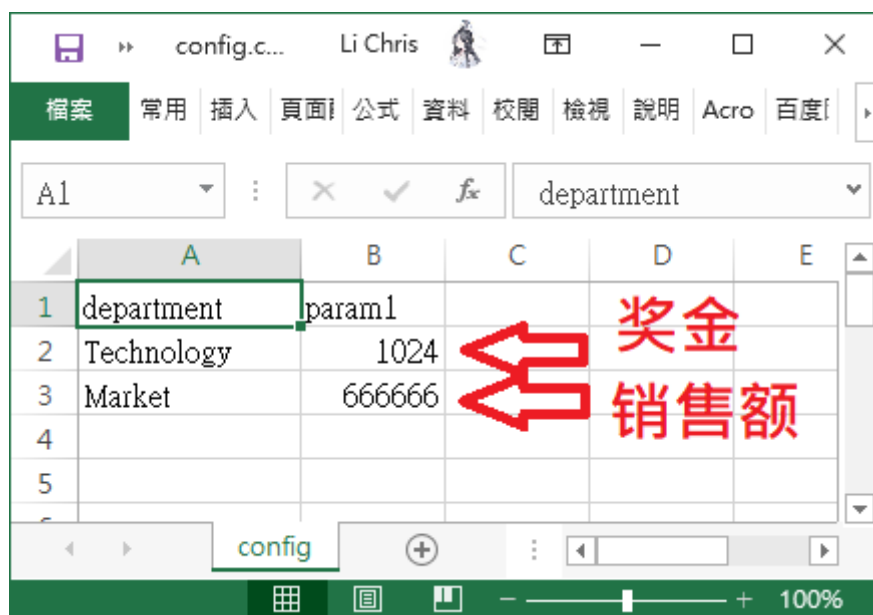 config.c... Li Chris
檔案 常用 插入 頁面 公式 資料 校閱 檢視 說明 Acro 百度
A1 fx department
A B C D E
1 department param1
2 Technology 1024 奖金
3 Market 666666 销售额
4
5
config
100%